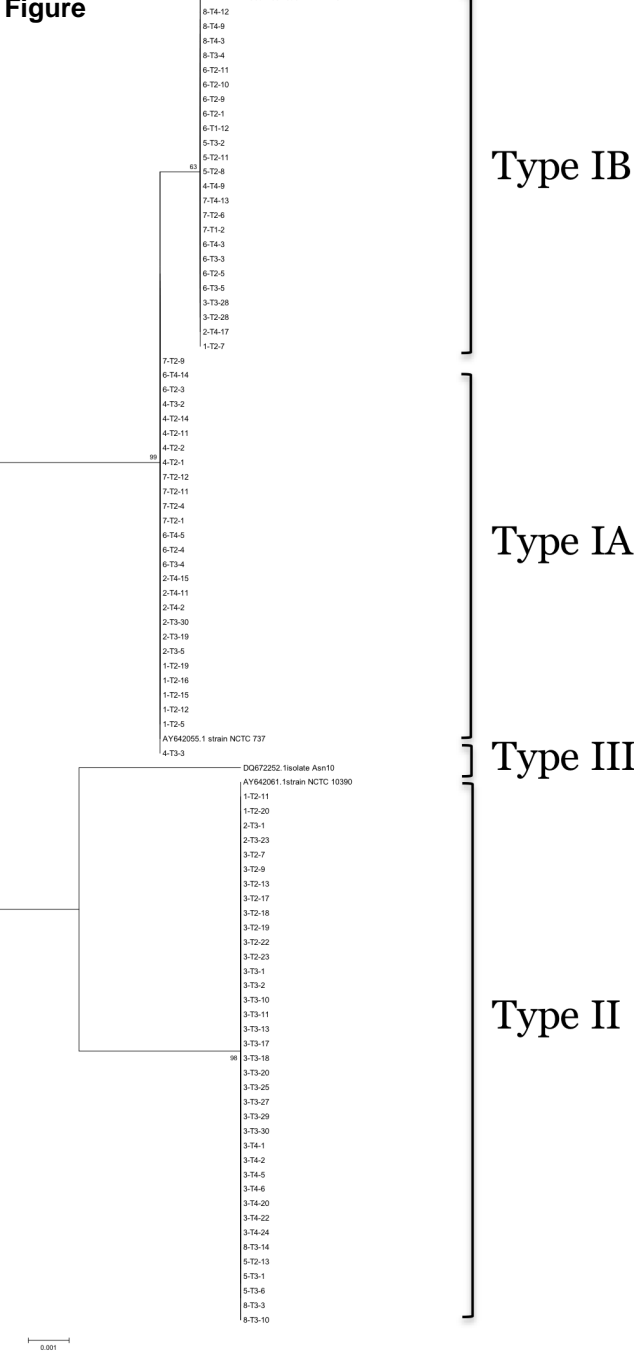 Figure
8-T4-12
8-T4-9
8-T4-3
8-T3-4
6-T2-11
6-T2-10
6-T2-9
6-T2-1
6-T1-12
5-T3-2
5-T2-11
63
5-T2-8
4-T4-9
7-T4-13
7-T2-6
7-T1-2
6-T4-3
6-T3-3
6-T2-5
6-T3-5
3-T3-28
3-T2-28
2-T4-17
1-T2-7
Type IB
7-T2-9
6-T4-14
6-T2-3
4-T3-2
4-T2-14
4-T2-11
4-T2-2
99
4-T2-1
7-T2-12
7-T2-11
7-T2-4
7-T2-1
6-T4-5
6-T2-4
6-T3-4
2-T4-15
2-T4-11
2-T4-2
2-T3-30
2-T3-19
2-T3-5
1-T2-19
1-T2-16
1-T2-15
1-T2-12
1-T2-5
AY642055.1 strain NCTC 737
4-T3-3
Type IA
DQ672252.1isolate Asn10
Type III
AY642061.1strain NCTC 10390
1-T2-11
1-T2-20
2-T3-1
2-T3-23
3-T2-7
3-T2-9
3-T2-13
3-T2-17
3-T2-18
3-T2-19
3-T2-22
3-T2-23
3-T3-1
3-T3-2
3-T3-10
3-T3-11
3-T3-13
3-T3-17
98
3-T3-18
3-T3-20
3-T3-25
3-T3-27
3-T3-29
3-T3-30
3-T4-1
3-T4-2
3-T4-5
3-T4-6
3-T4-20
3-T4-22
3-T4-24
8-T3-14
5-T2-13
5-T3-1
5-T3-6
8-T3-3
8-T3-10
Type II
0.001